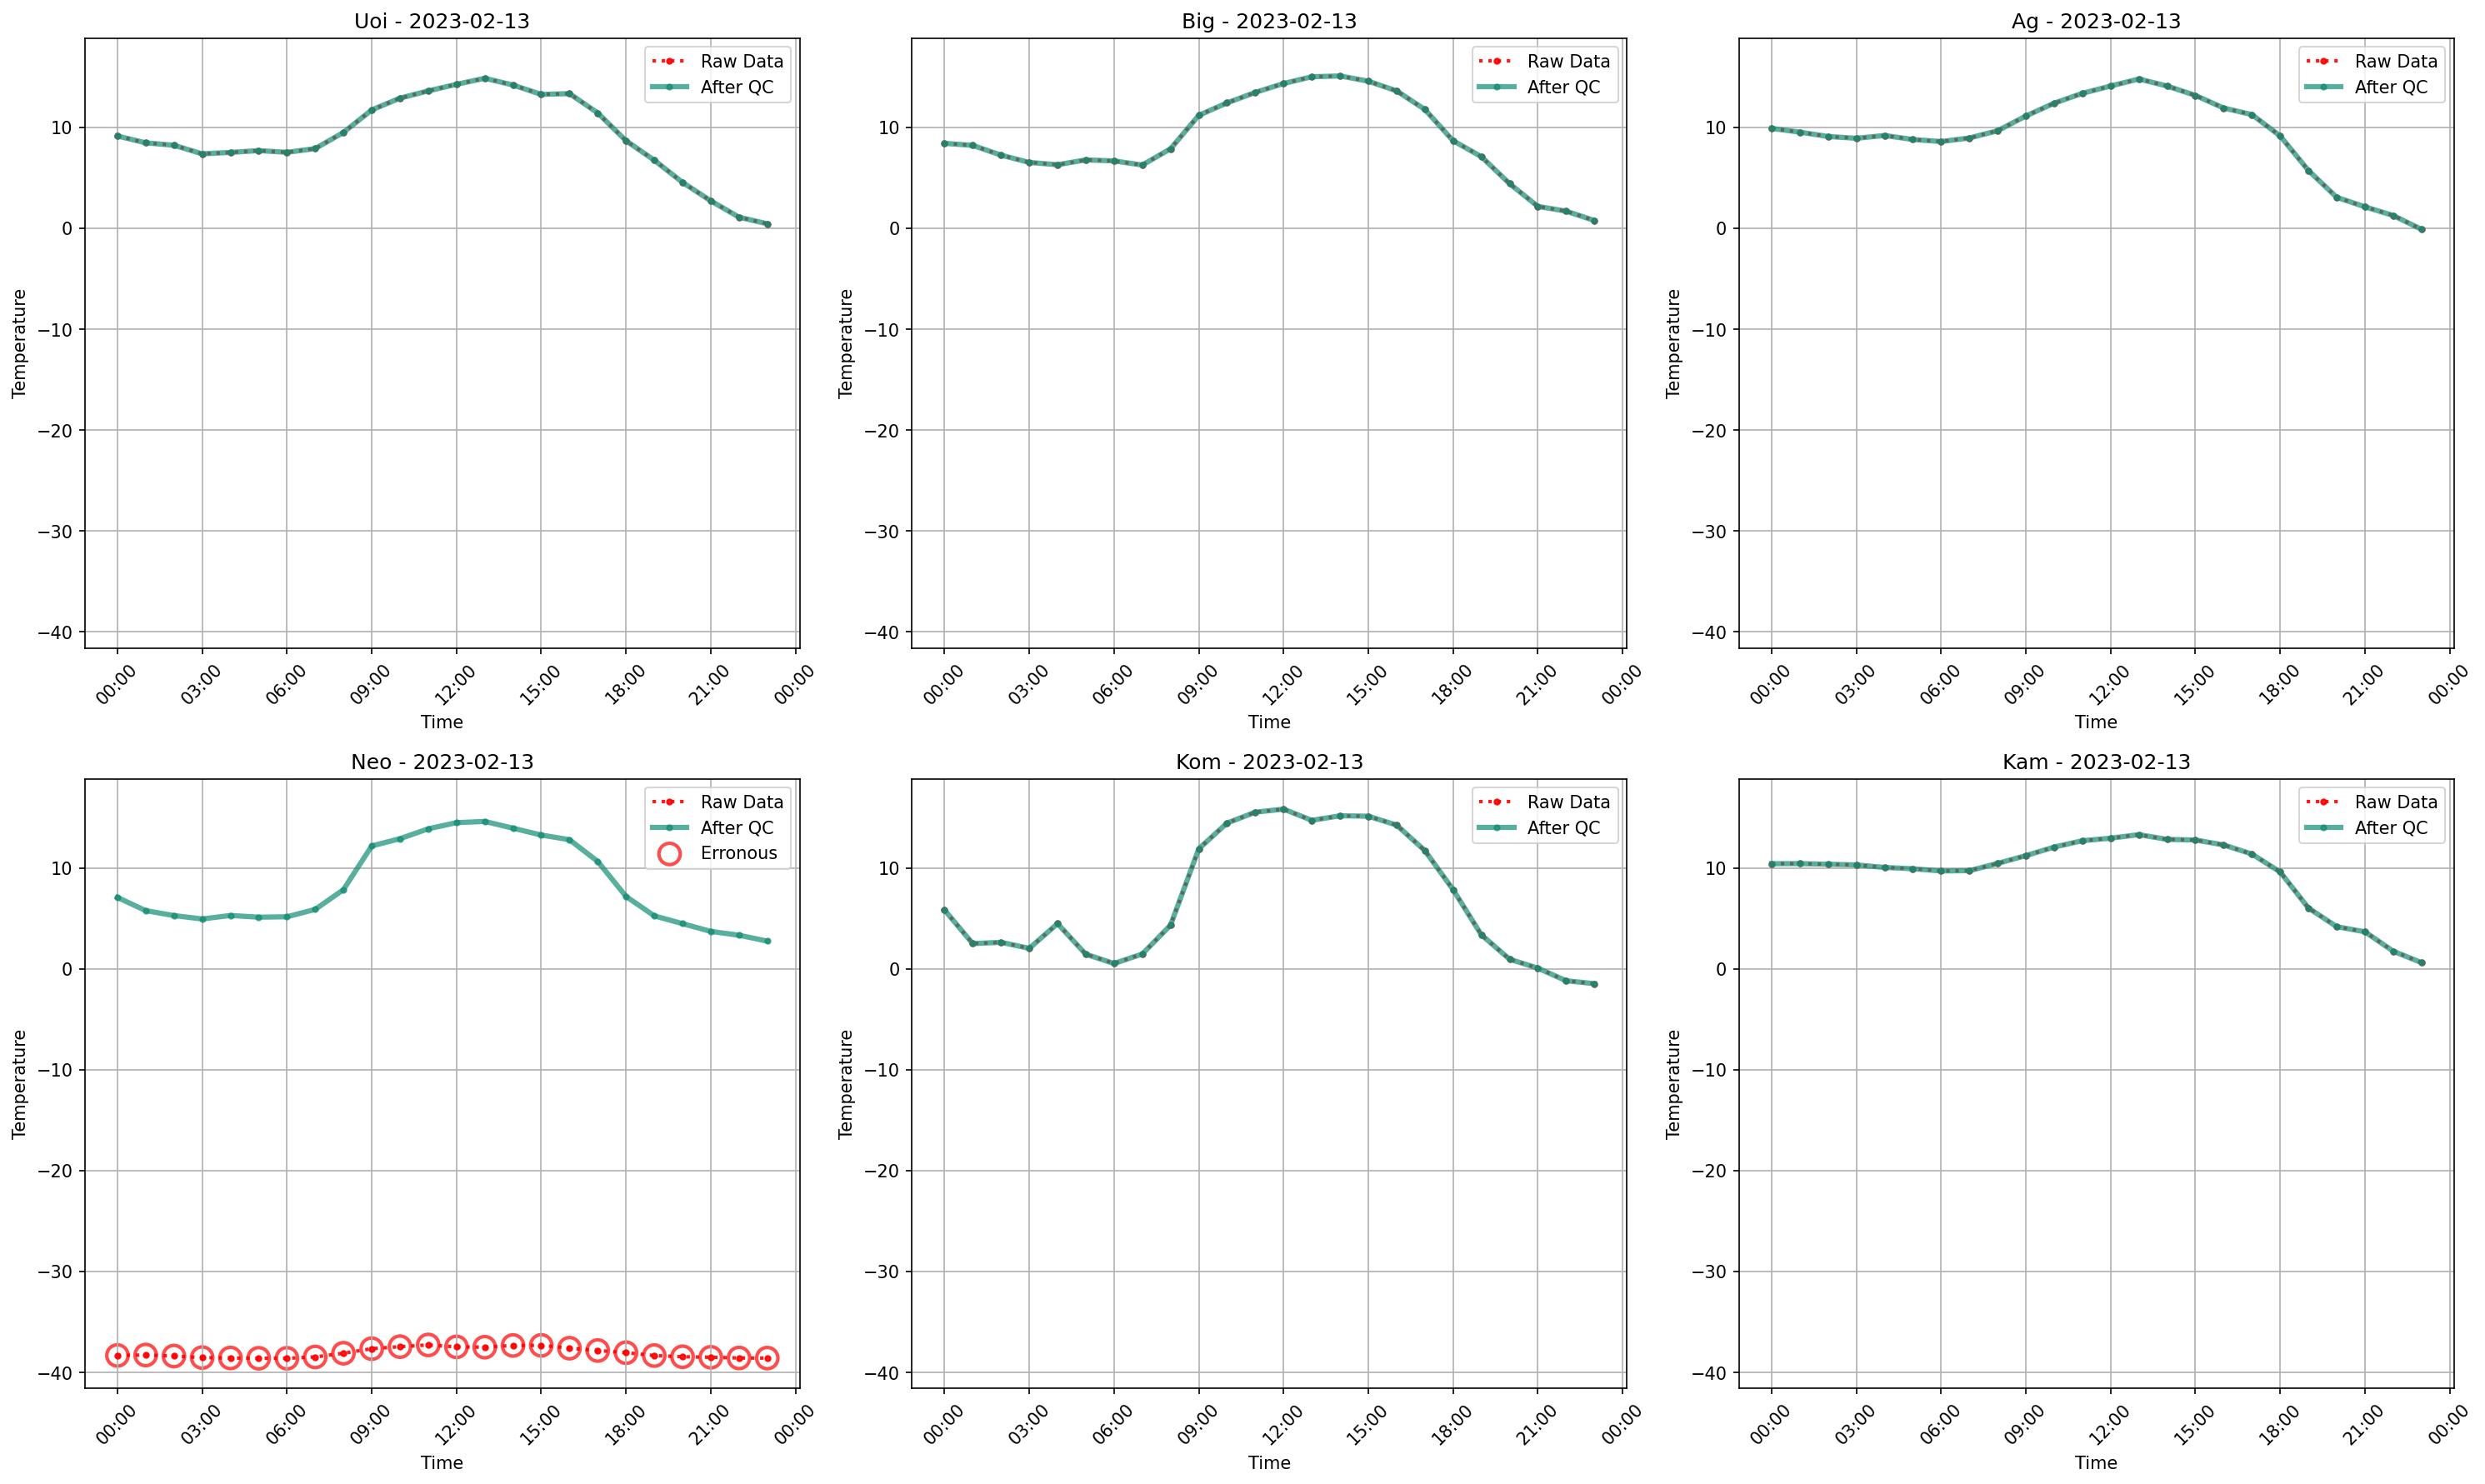 Uoi - 2023-02-13
Raw Data
After QC
10
0
−10
−20
−30
−40
Temperature
00:00
03:00
06:00
09:00
12:00
15:00
18:00
21:00
00:00
Time
Big - 2023-02-13
Raw Data
After QC
10
0
−10
−20
−30
−40
Temperature
00:00
03:00
06:00
09:00
12:00
15:00
18:00
21:00
00:00
Time
Ag - 2023-02-13
Raw Data
After QC
10
0
−10
−20
−30
−40
Temperature
00:00
03:00
06:00
09:00
12:00
15:00
18:00
21:00
00:00
Time
Neo - 2023-02-13
Raw Data
After QC
Erronous
10
0
−10
−20
−30
−40
Temperature
00:00
03:00
06:00
09:00
12:00
15:00
18:00
21:00
00:00
Time
Kom - 2023-02-13
Raw Data
After QC
10
0
−10
−20
−30
−40
Temperature
00:00
03:00
06:00
09:00
12:00
15:00
18:00
21:00
00:00
Time
Kam - 2023-02-13
Raw Data
After QC
10
0
−10
−20
−30
−40
Temperature
00:00
03:00
06:00
09:00
12:00
15:00
18:00
21:00
00:00
Time